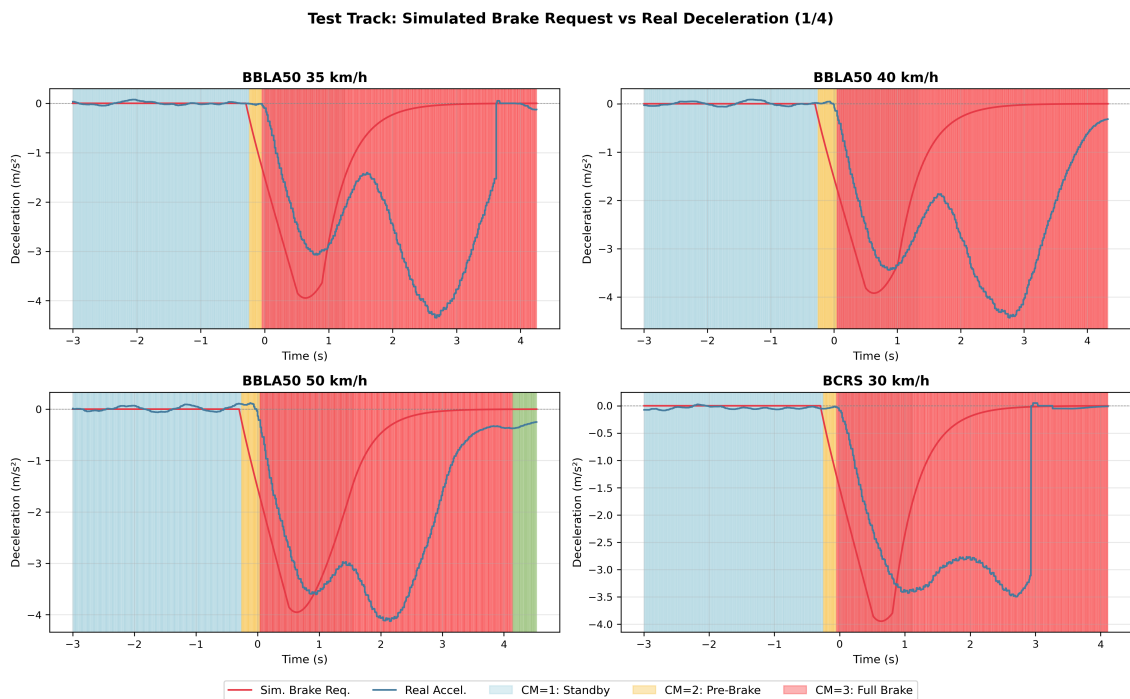 Test Track: Simulated Brake Request vs Real Deceleration (1/4)
BBLA50 35 km/h
Deceleration (m/s²)
0
−1
−2
−3
−4
−3 −2 −1 0 1 2 3 4
Time (s)
BBLA50 40 km/h
Deceleration (m/s²)
0
−1
−2
−3
−4
−3 −2 −1 0 1 2 3 4
Time (s)
BBLA50 50 km/h
Deceleration (m/s²)
0
−1
−2
−3
−4
−3 −2 −1 0 1 2 3 4
Time (s)
BCRS 30 km/h
Deceleration (m/s²)
0.0
−0.5
−1.0
−1.5
−2.0
−2.5
−3.0
−3.5
−4.0
−3 −2 −1 0 1 2 3 4
Time (s)
Sim. Brake Req. Real Accel. CM=1: Standby CM=2: Pre-Brake CM=3: Full Brake